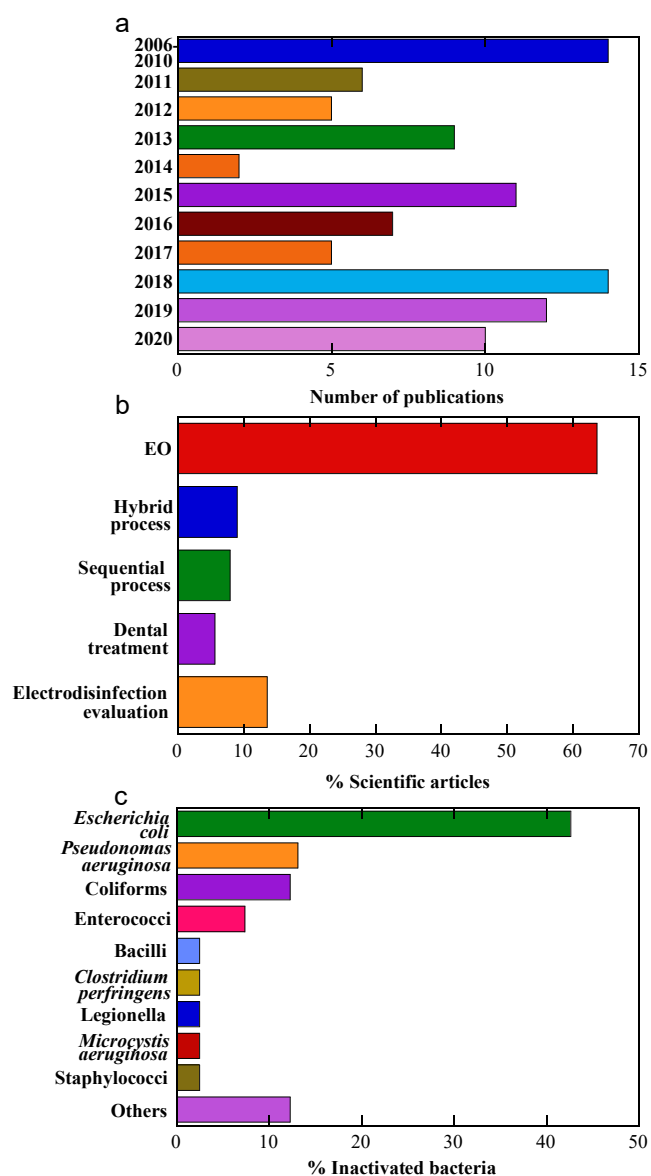 a
2006-
2010
2011
2012
2013
2014
2015
2016
2017
2018
2019
2020
0 5 10 15
Number of publications
b
EO
Hybrid
process
Sequential
process
Dental
treatment
Electrodisinfection
evaluation
0 10 20 30 40 50 60 70
% Scientific articles
c
Escherichia
coli
Pseudonomas
aeruginosa
Coliforms
Enterococci
Bacilli
Clostridium
perfringens
Legionella
Microcystis
aeruginosa
Staphylococci
Others
0 10 20 30 40 50
% Inactivated bacteria